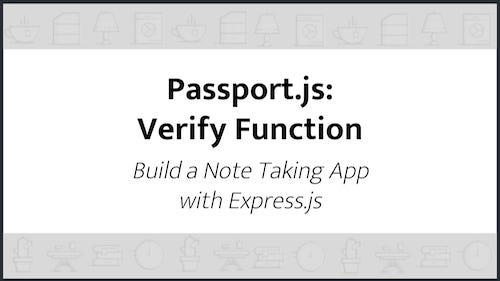 Passport.js:
Verify Function
Build a Note Taking App
with Express.js